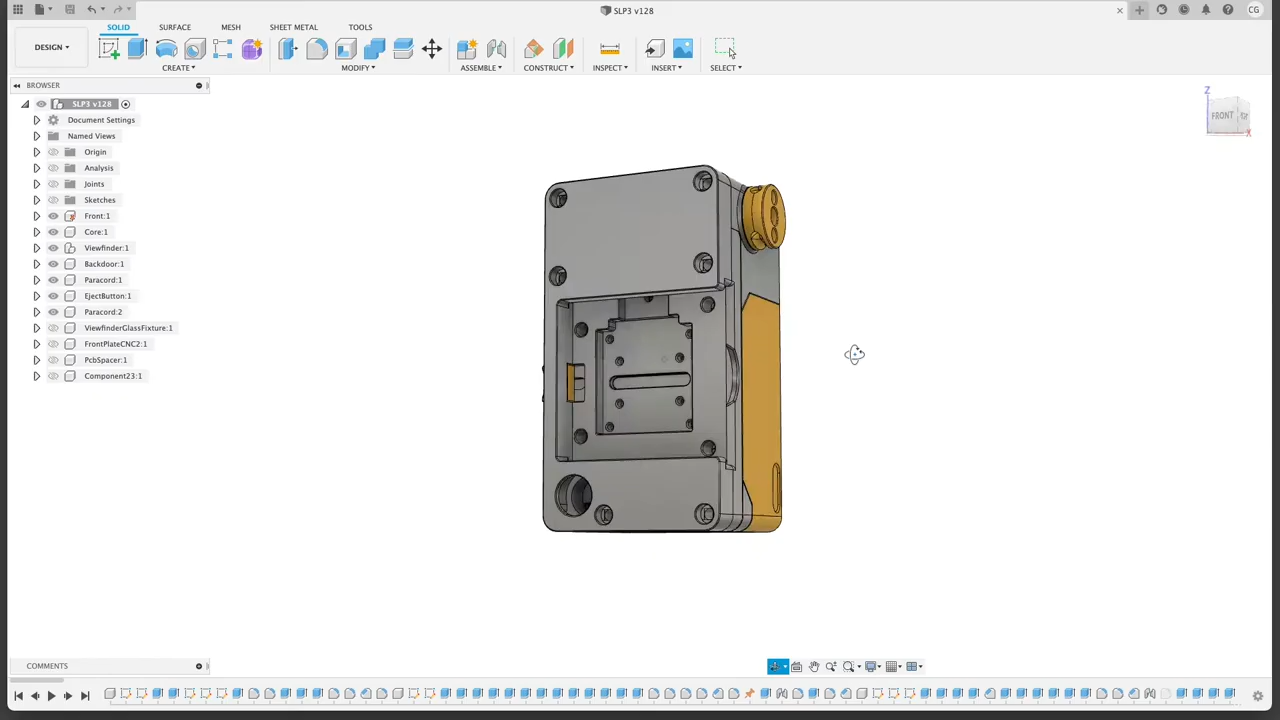 SLP3 v128
CG
SOLID SURFACE MESH SHEET METAL TOOLS
DESIGN
CREATE MODIFY ASSEMBLE CONSTRUCT INSPECT INSERT SELECT
BROWSER
SLP3 v128
Document Settings
Named Views
Origin
Analysis
Joints
Sketches
Front:1
Core:1
Viewfinder:1
Backdoor:1
Paracord:1
EjectButton:1
Paracord:2
ViewfinderGlassFixture:1
FrontPlateCNC2:1
PcbSpacer:1
Component23:1
Z
FRONT
X
COMMENTS